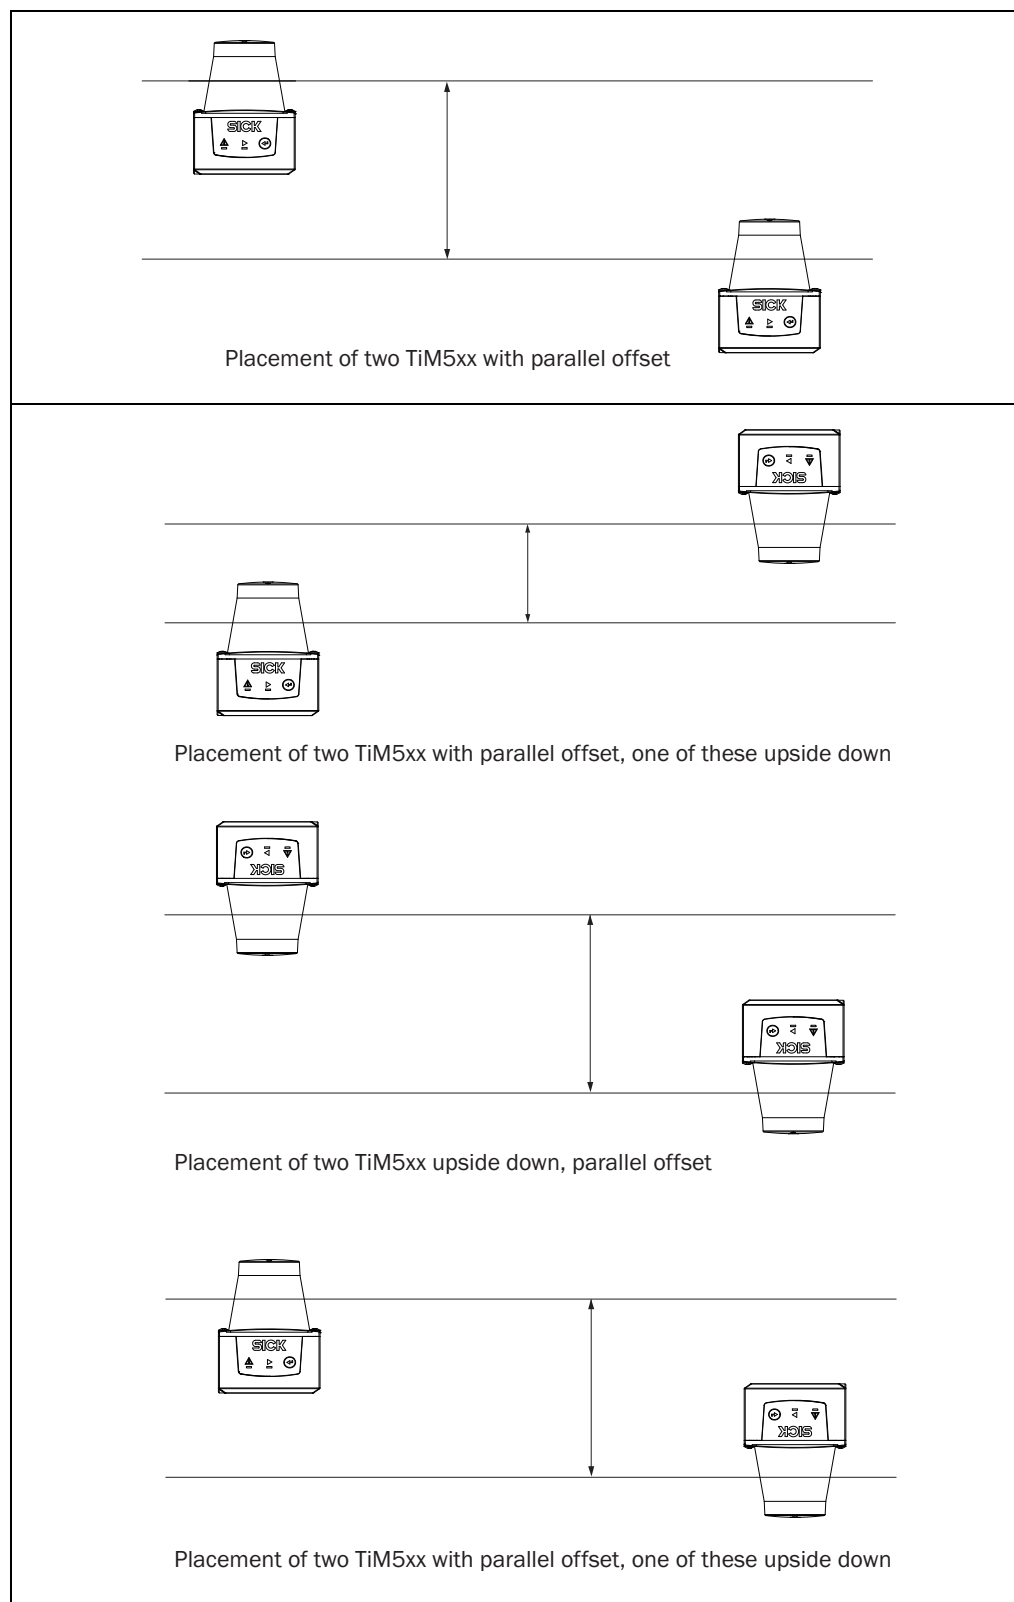 SICK
SICK
Placement of two TiM5xx with parallel offset
SICK
SICK
Placement of two TiM5xx with parallel offset, one of these upside down
SICK
SICK
Placement of two TiM5xx upside down, parallel offset
SICK
SICK
Placement of two TiM5xx with parallel offset, one of these upside down